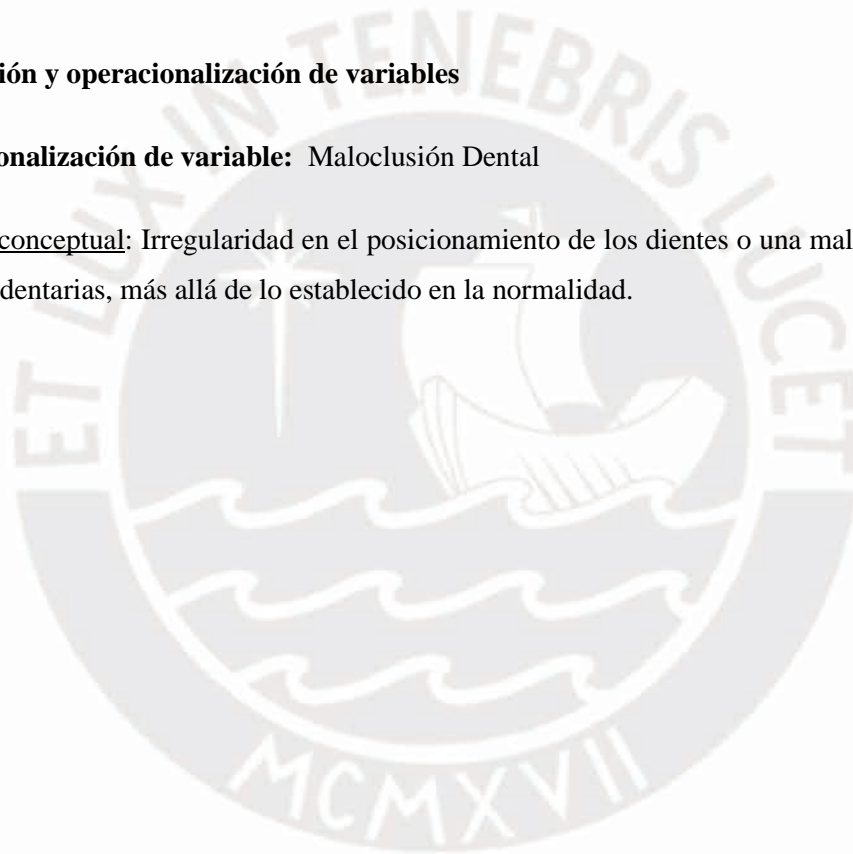 ión y operacionalización de variables
onalización de variable: Maloclusión Dental
conceptual: Irregularidad en el posicionamiento de los dientes o una mal
dentarias, más allá de lo establecido en la normalidad.
ET LUX IN TENEBRIS LUCET
MCMXVII